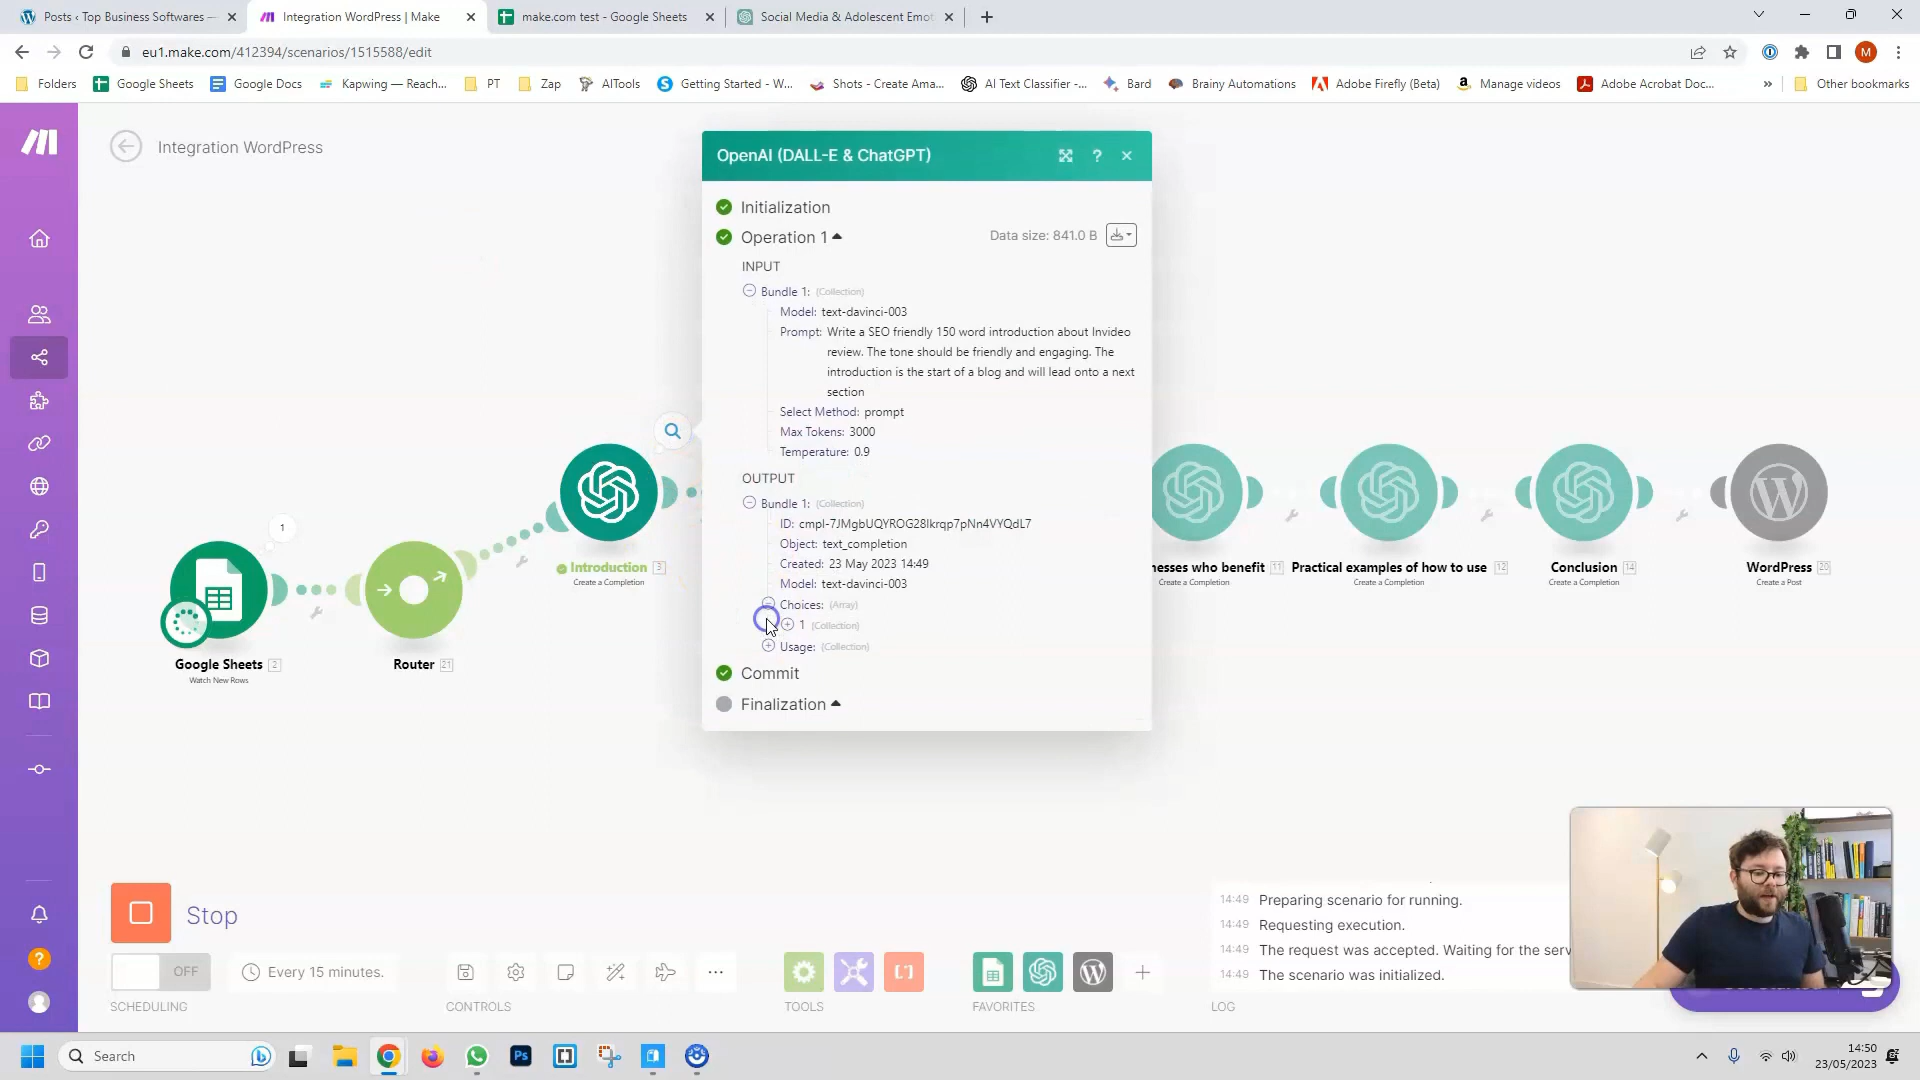 Posts ‹ Top Business Softwares —
Integration WordPress | Make
make.com test - Google Sheets
Social Media & Adolescent Emot
eu1.make.com/412394/scenarios/1515588/edit
M
Folders
Google Sheets
Google Docs
Kapwing — Reach...
PT
Zap
AITools
Getting Started - W...
Shots - Create Ama...
AI Text Classifier -...
Bard
Brainy Automations
Adobe Firefly (Beta)
Manage videos
Adobe Acrobat Doc...
Other bookmarks
Integration WordPress
OpenAI (DALL-E & ChatGPT)
Initialization
Operation 1
Data size: 841.0 B
INPUT
Bundle 1: (Collection)
Model: text-davinci-003
Prompt: Write a SEO friendly 150 word introduction about Invideo
review. The tone should be friendly and engaging. The
introduction is the start of a blog and will lead onto a next
section
Select Method: prompt
Max Tokens: 3000
Temperature: 0.9
OUTPUT
Bundle 1: (Collection)
Object: text_completion
Created: 23 May 2023 14:49
Model: text-davinci-003
Choices: (Array)
1 (Collection)
Usage: (Collection)
Commit
Finalization
1
Google Sheets 2
Watch New Rows
Router 21
Introduction 3
Create a Completion
nesses who benefit 11
Create a Completion
Practical examples of how to use 12
Create a Completion
Conclusion 14
Create a Completion
WordPress 20
Create a Post
Stop
OFF
Every 15 minutes.
SCHEDULING
CONTROLS
TOOLS
FAVORITES
LOG
14:49 Preparing scenario for running.
14:49 Requesting execution.
14:49 The request was accepted. Waiting for the serv
14:49 The scenario was initialized.
Search
Ps
14:50
23/05/2023